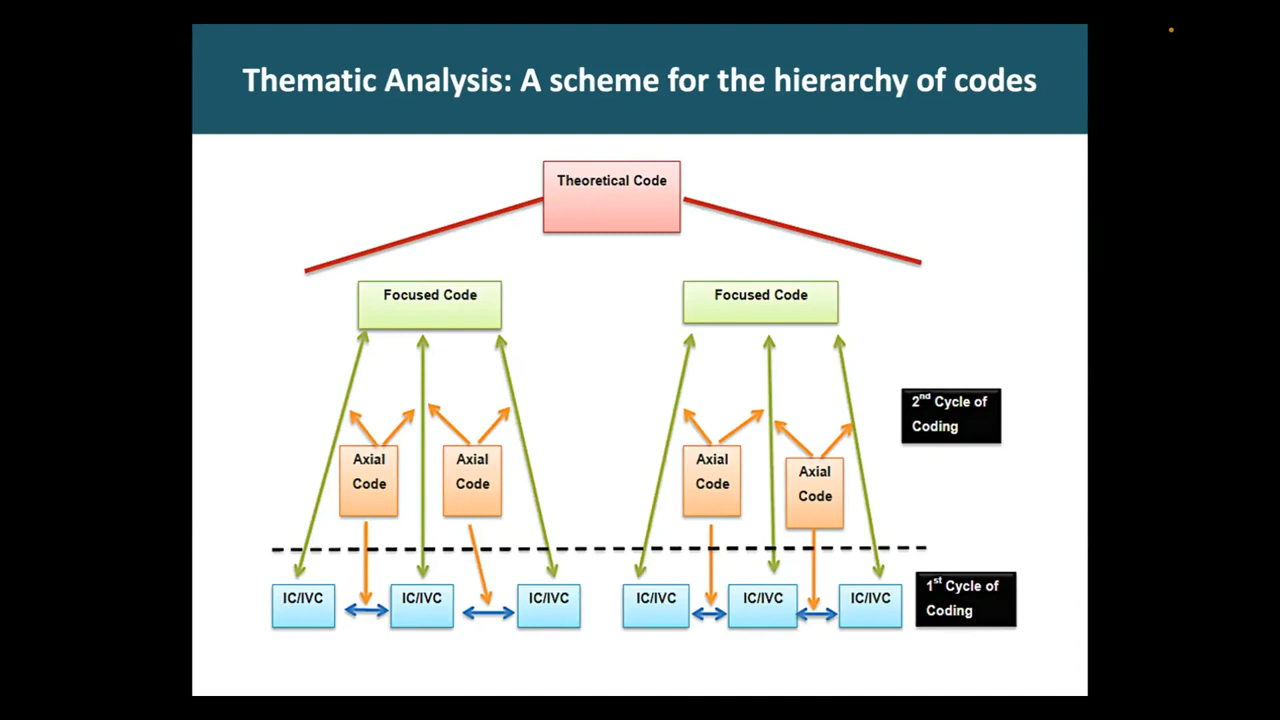 Thematic Analysis: A scheme for the hierarchy of codes
Theoretical Code
Focused Code
Focused Code
2nd Cycle of
Coding
Axial
Code
Axial
Code
Axial
Code
Axial
Code
IC/IVC
IC/IVC
IC/IVC
IC/IVC
IC/IVC
IC/IVC
1st Cycle of
Coding